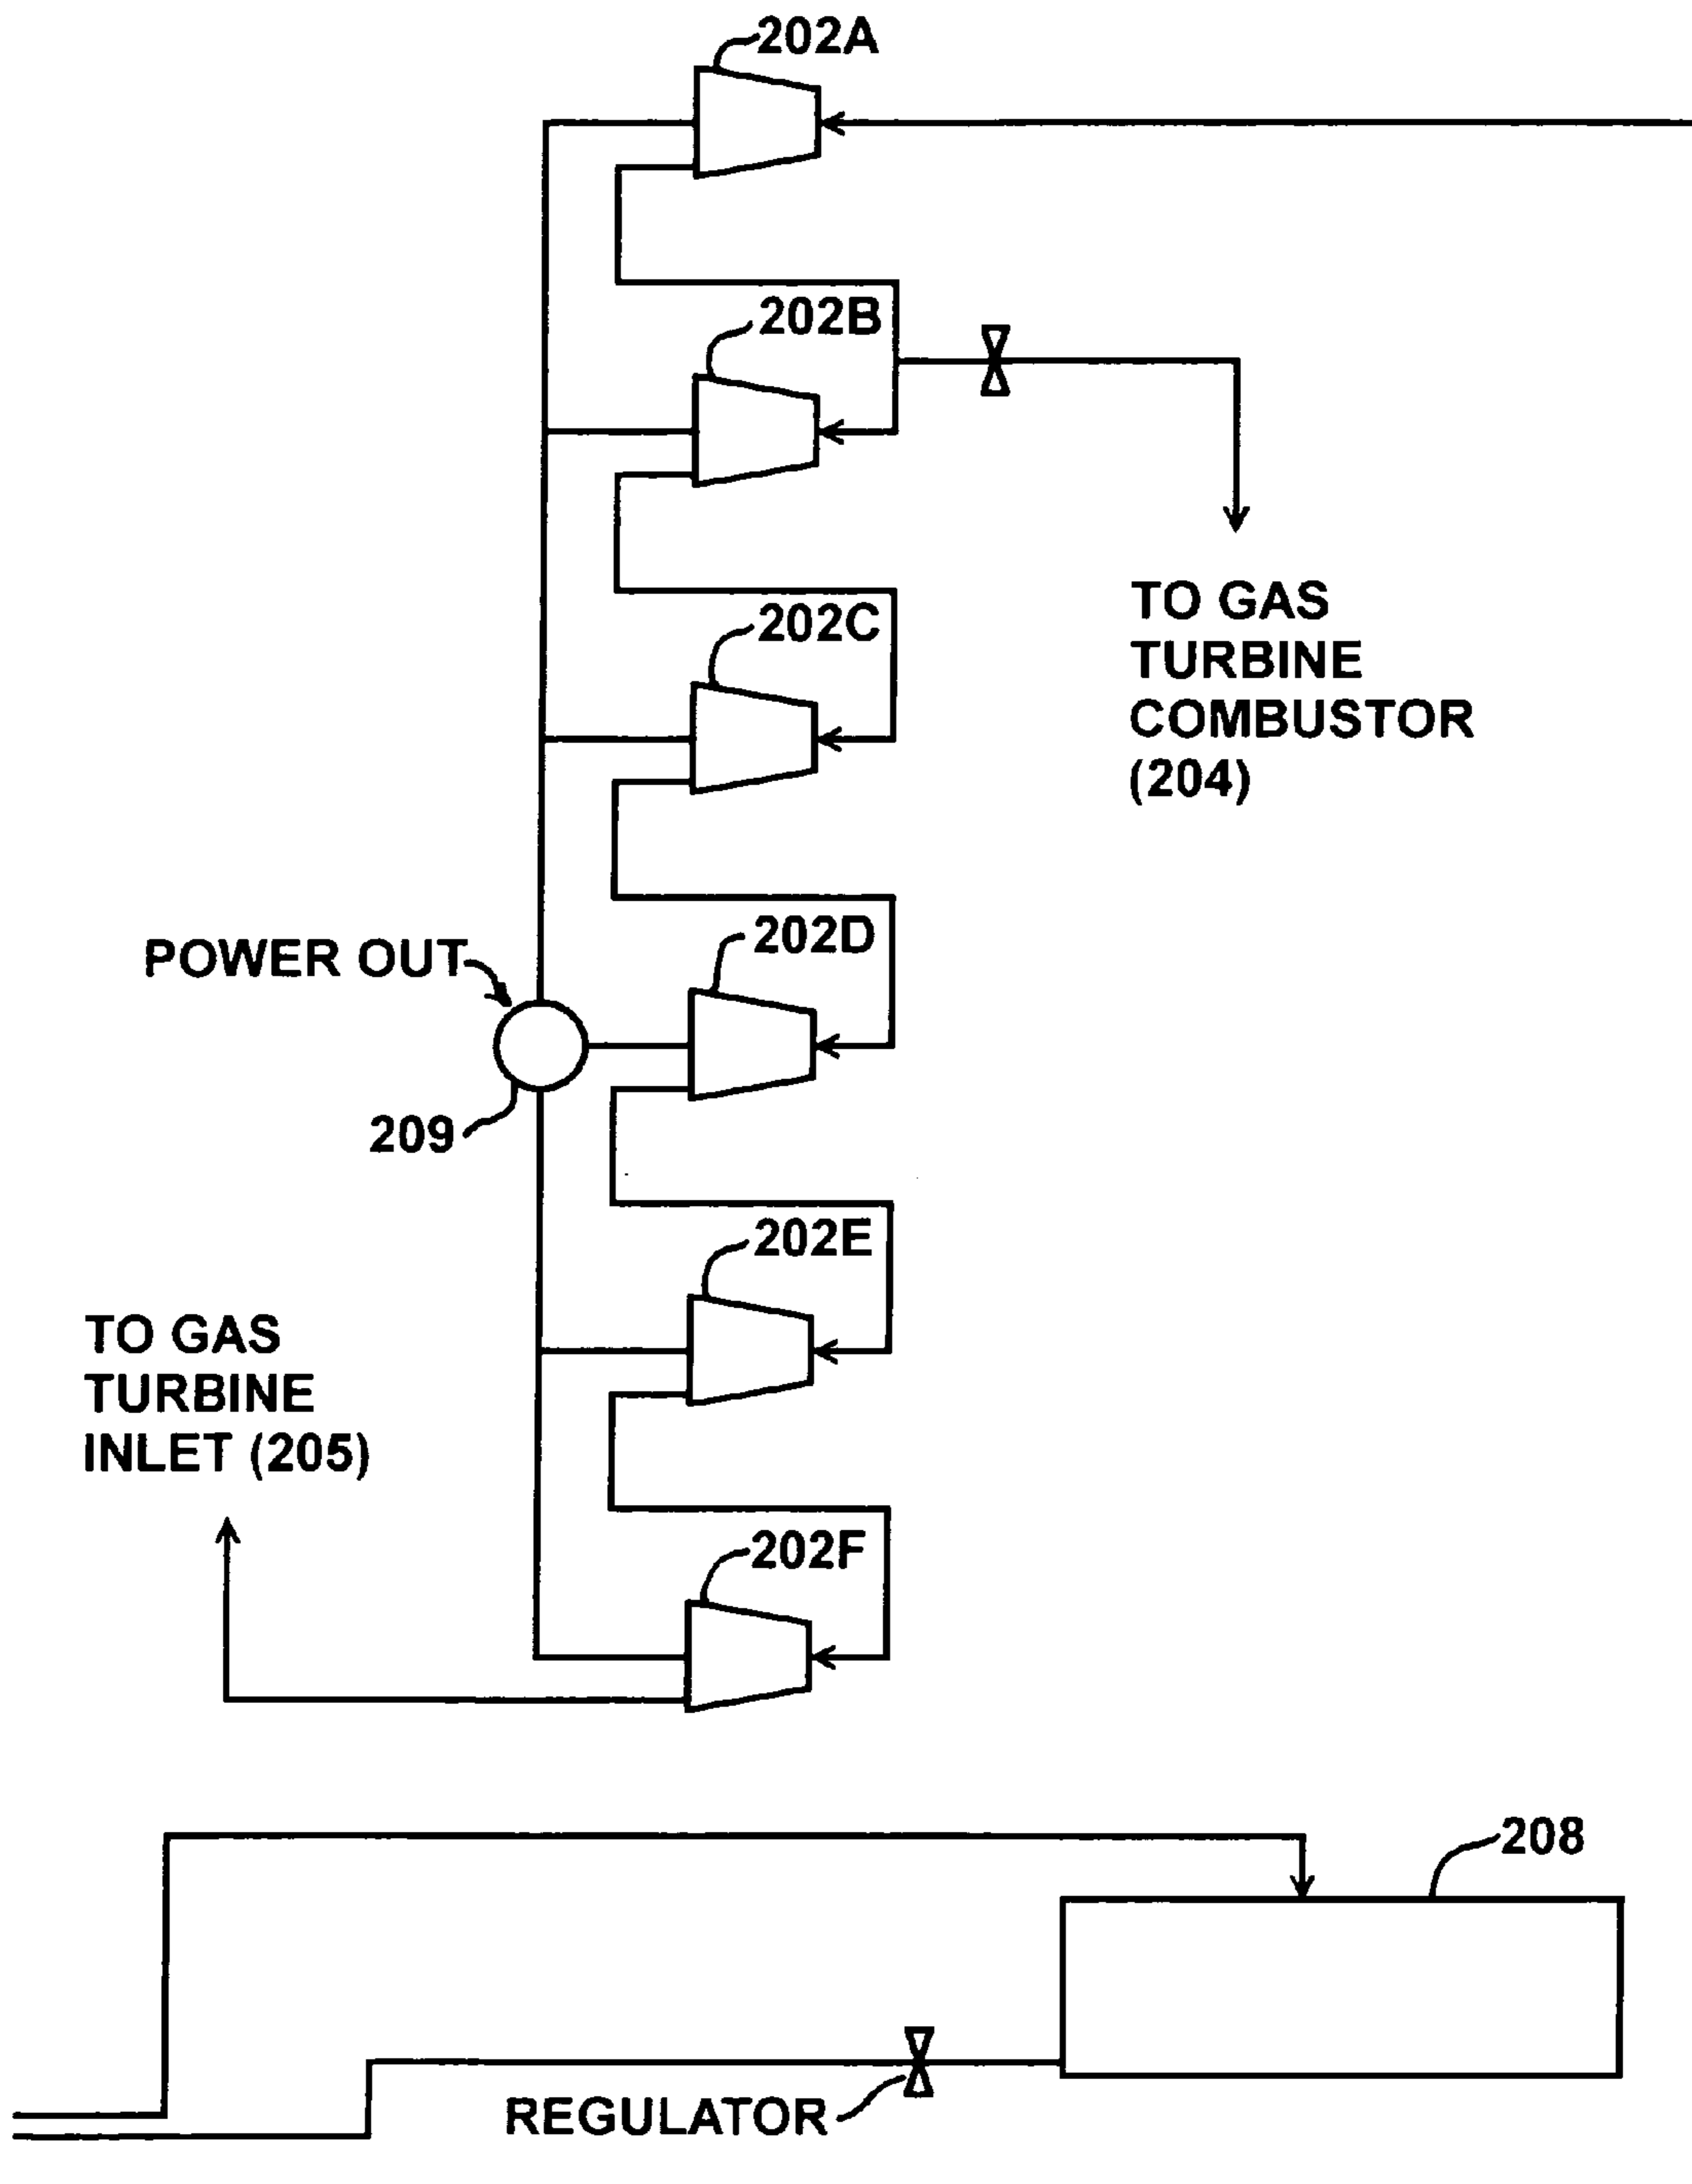 202A
202B
TO GAS
TURBINE
COMBUSTOR
(204)
202C
202D
POWER OUT
209
202E
TO GAS
TURBINE
INLET (205)
202F
208
REGULATOR